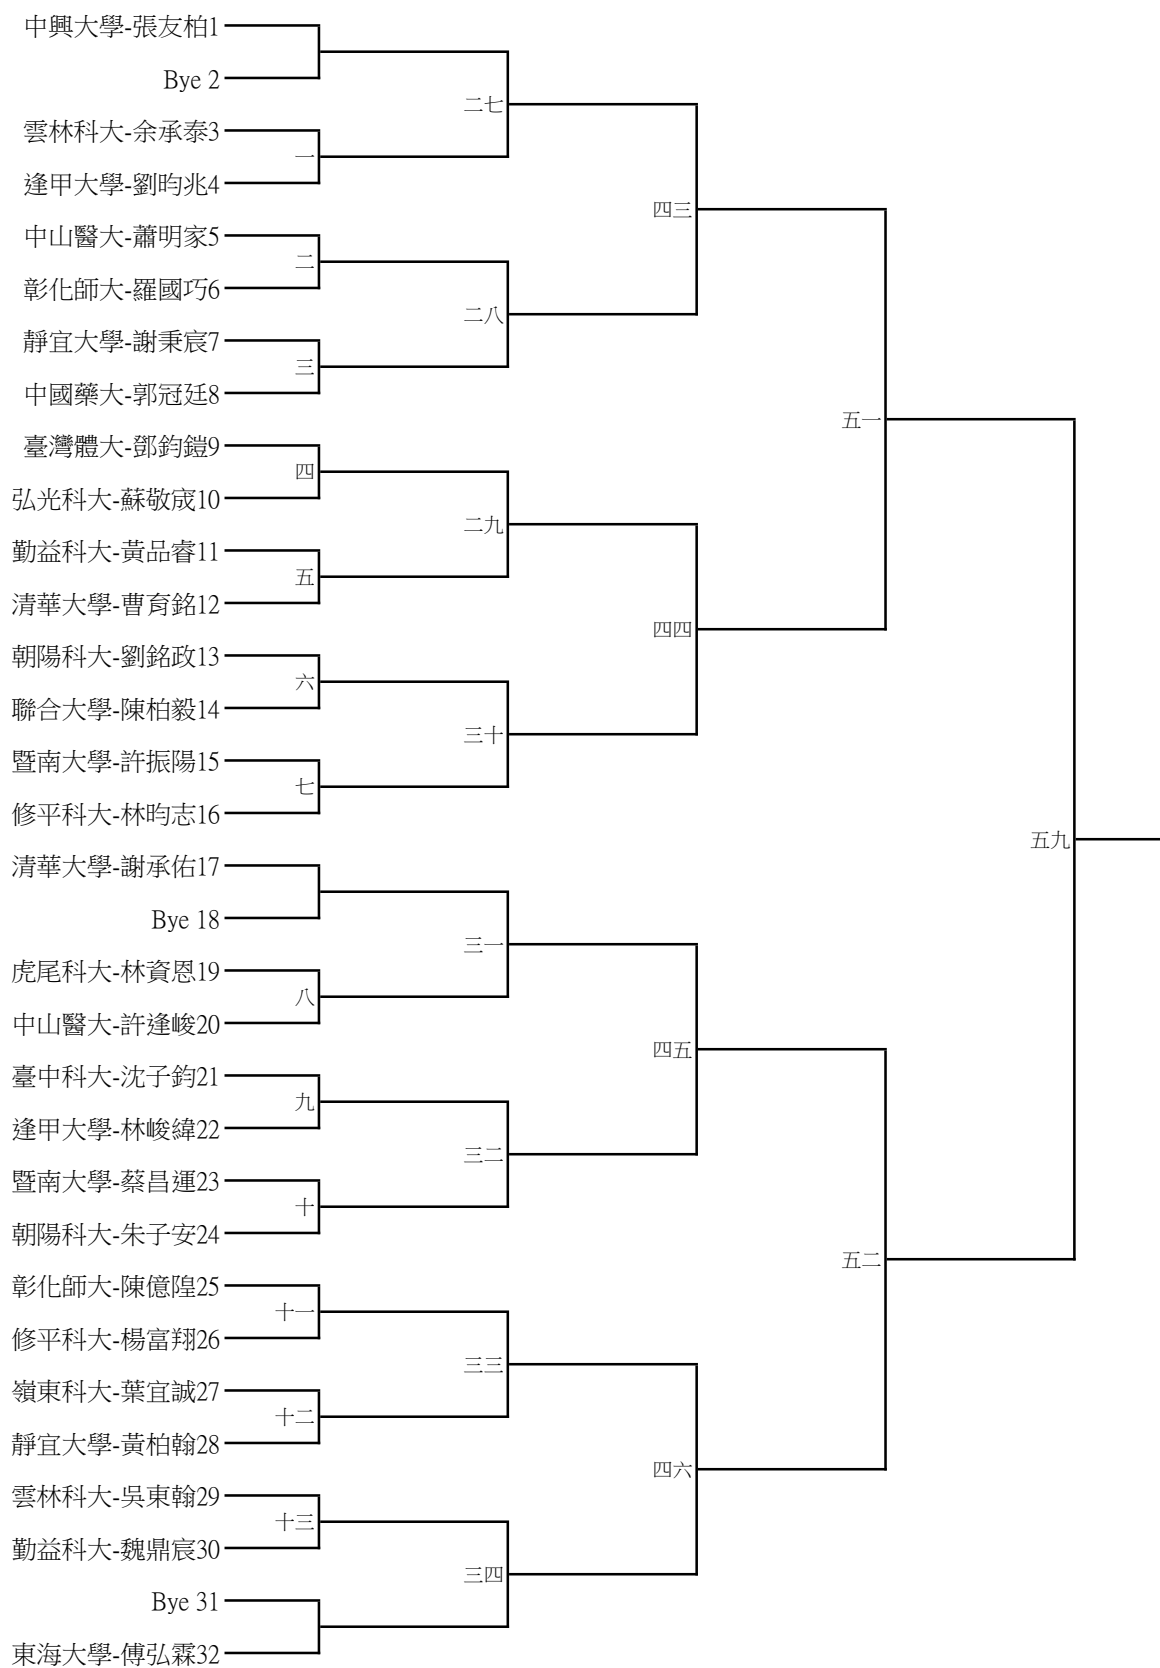 中興大學-張友柏1
Bye 2
二七
雲林科大-余承泰3
一
逢甲大學-劉昀兆4
四三
中山醫大-蕭明家5
二
彰化師大-羅國巧6
二八
靜宜大學-謝秉宸7
三
中國藥大-郭冠廷8
五一
臺灣體大-鄧鈞鎧9
四
弘光科大-蘇敬宬10
二九
勤益科大-黃品睿11
五
清華大學-曹育銘12
四四
朝陽科大-劉銘政13
六
聯合大學-陳柏毅14
三十
暨南大學-許振陽15
七
修平科大-林昀志16
五九
清華大學-謝承佑17
Bye 18
三一
虎尾科大-林資恩19
八
中山醫大-許逢峻20
四五
臺中科大-沈子鈞21
九
逢甲大學-林峻緯22
三二
暨南大學-蔡昌運23
十
朝陽科大-朱子安24
五二
彰化師大-陳億隍25
十一
修平科大-楊富翔26
三三
嶺東科大-葉宜誠27
十二
靜宜大學-黃柏翰28
四六
雲林科大-吳東翰29
十三
勤益科大-魏鼎宸30
三四
Bye 31
東海大學-傅弘霖32